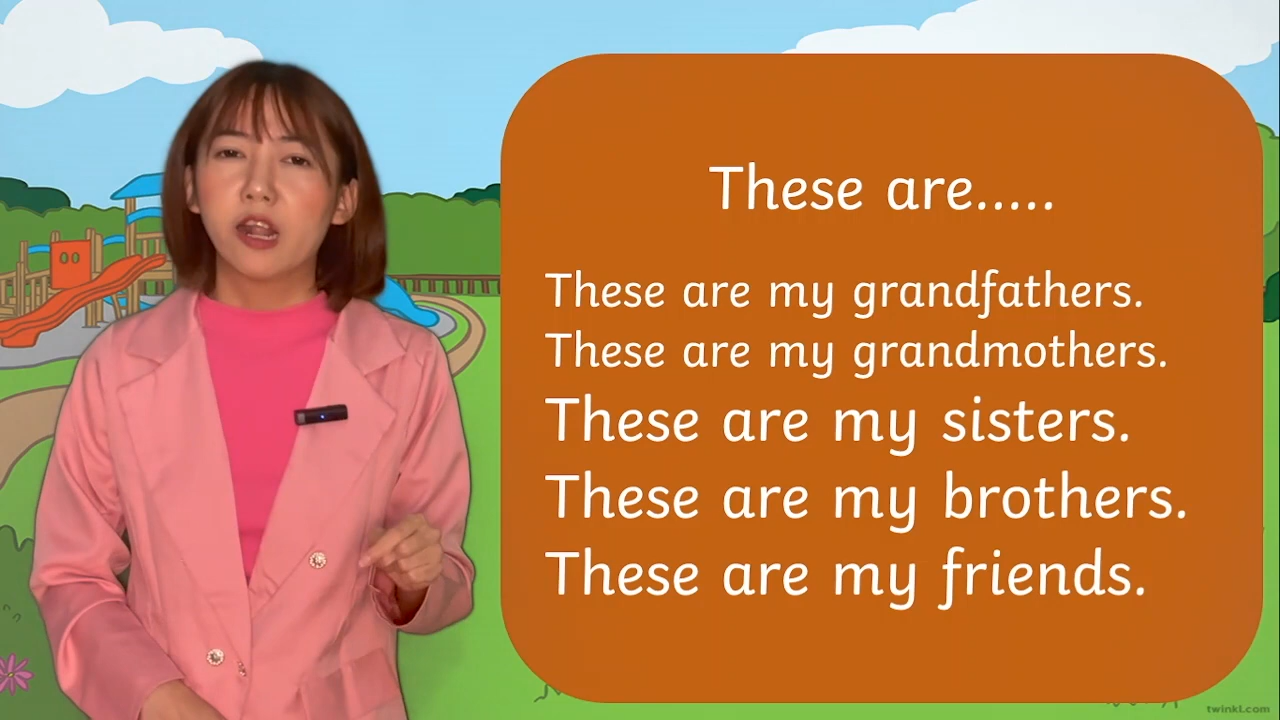 These are.....
These are my grandfathers.
These are my grandmothers.
These are my sisters.
These are my brothers.
These are my friends.
twinkl.com